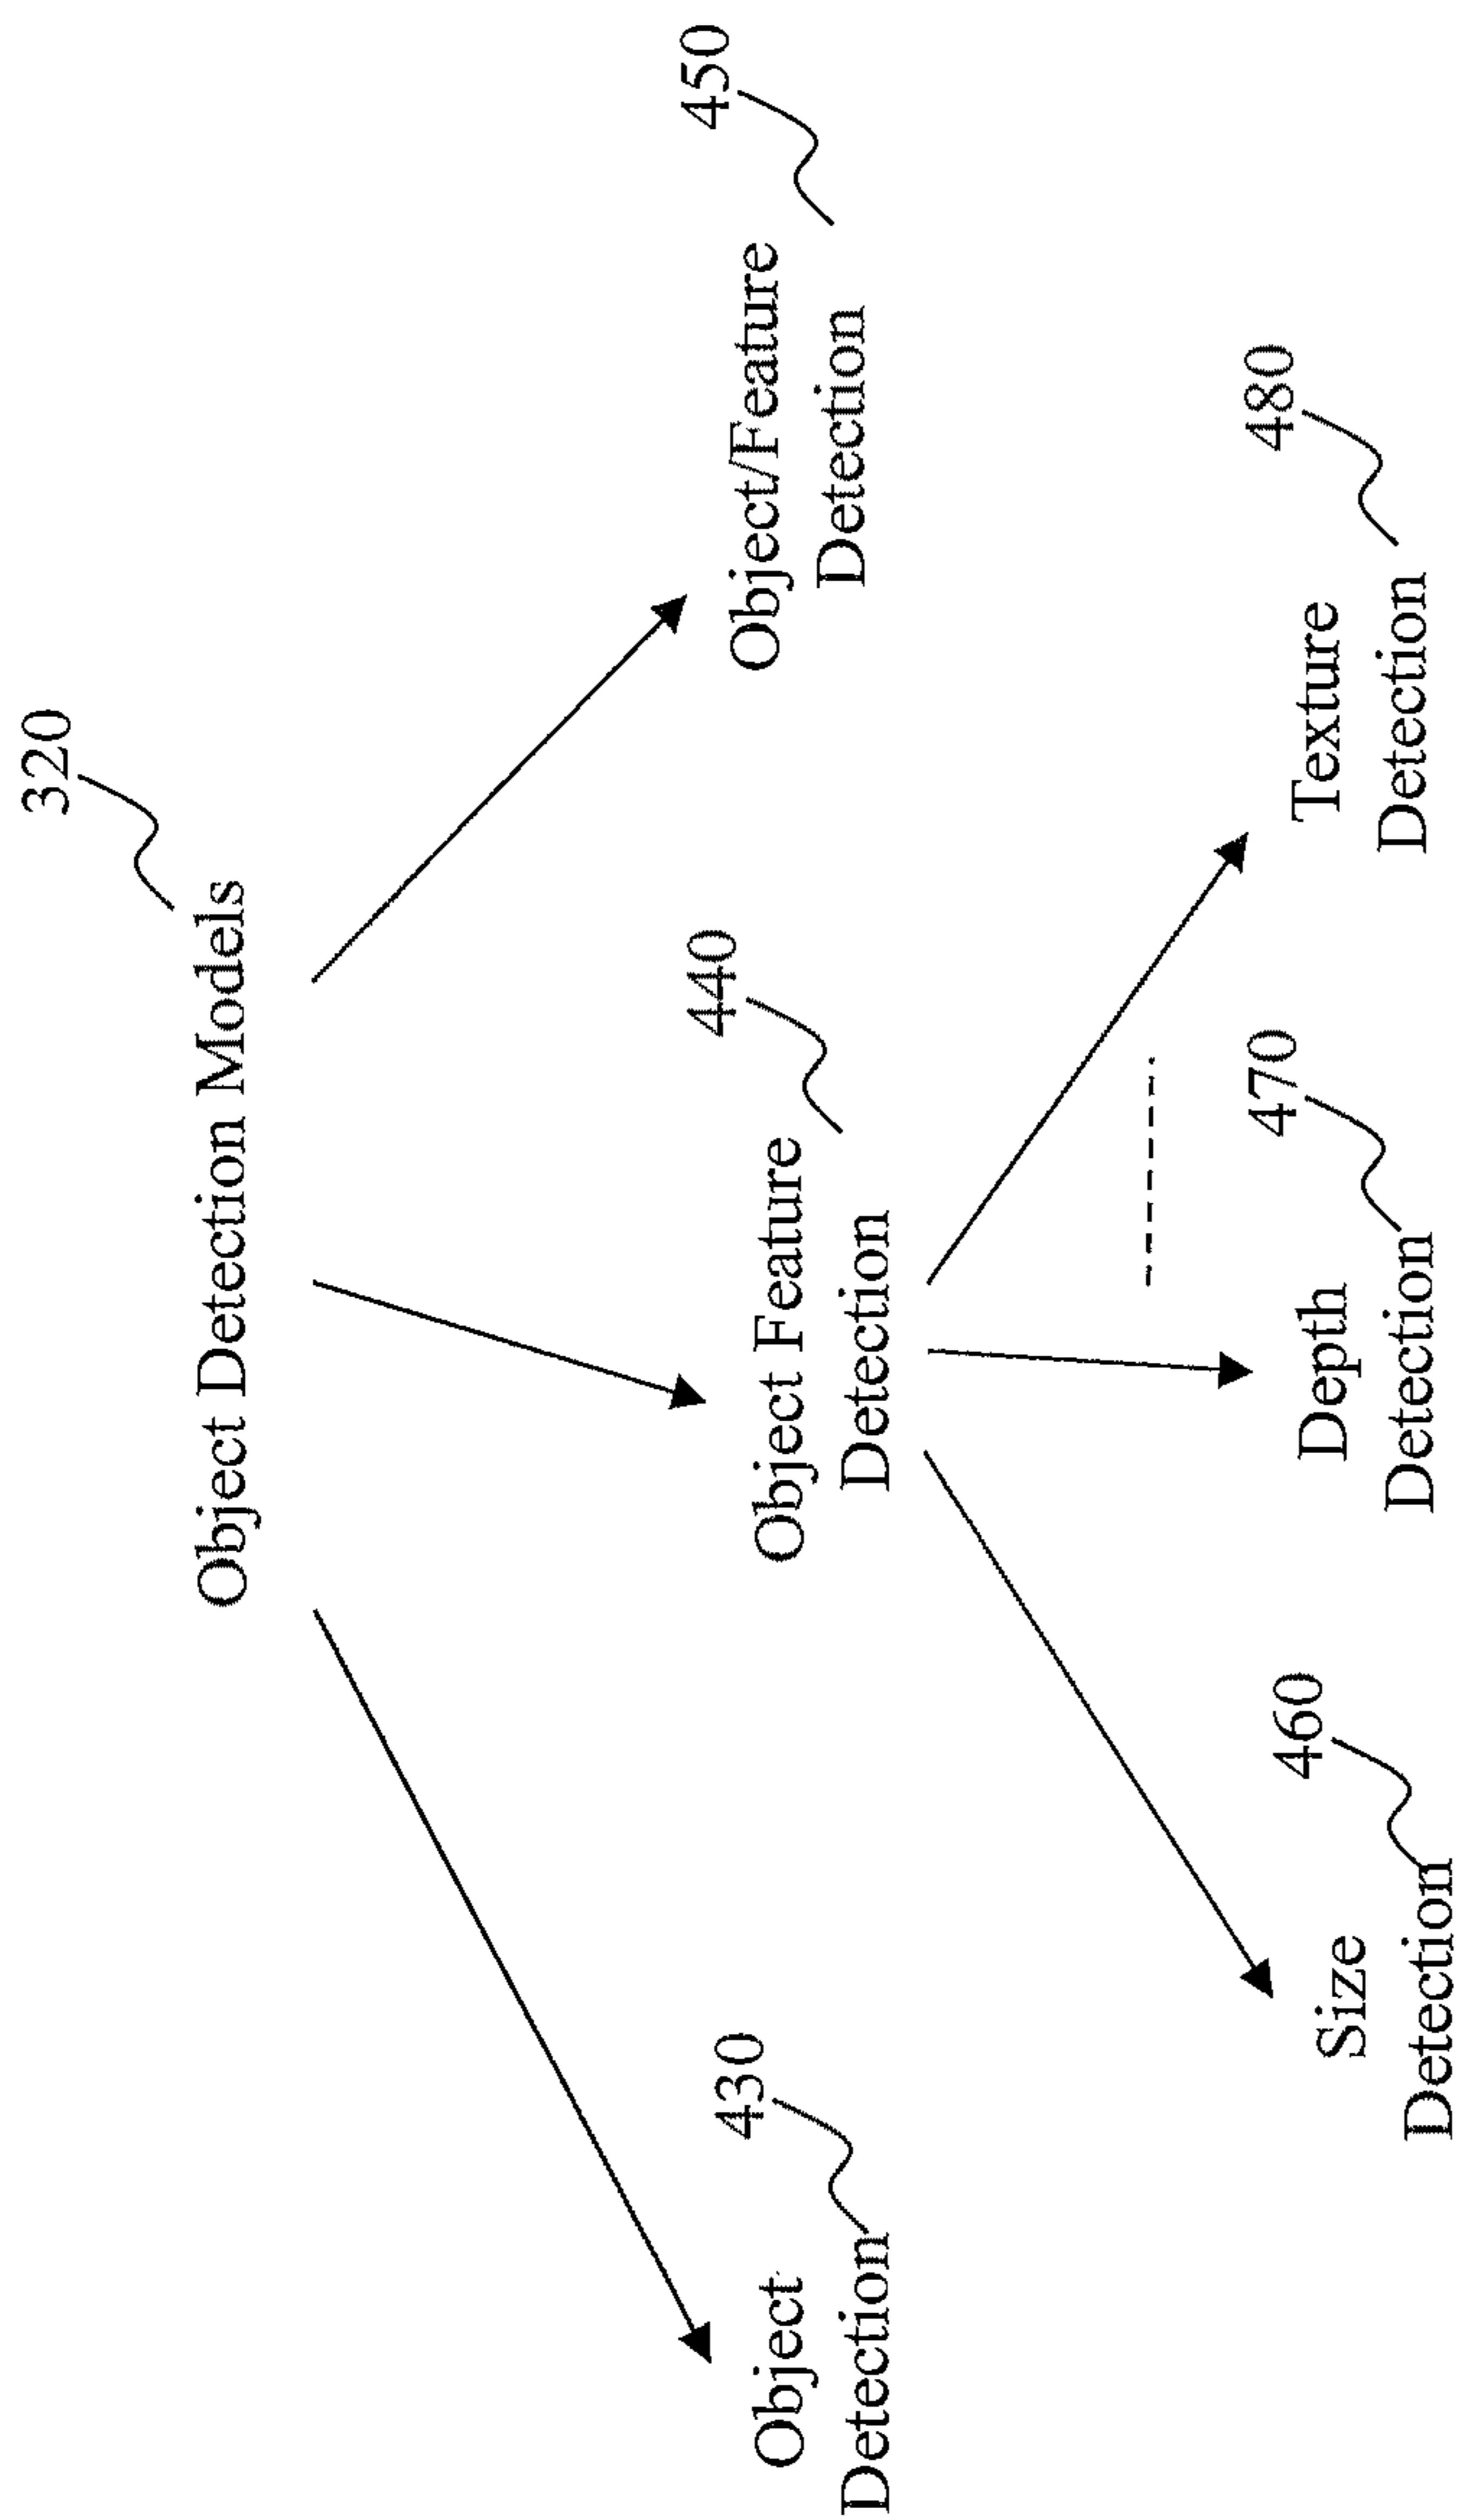 320
Object Detection Models
430
Object
Detection
440
Object Feature
Detection
450
Object/Feature
Detection
460
Size
Detection
470
Depth
Detection
480
Texture
Detection